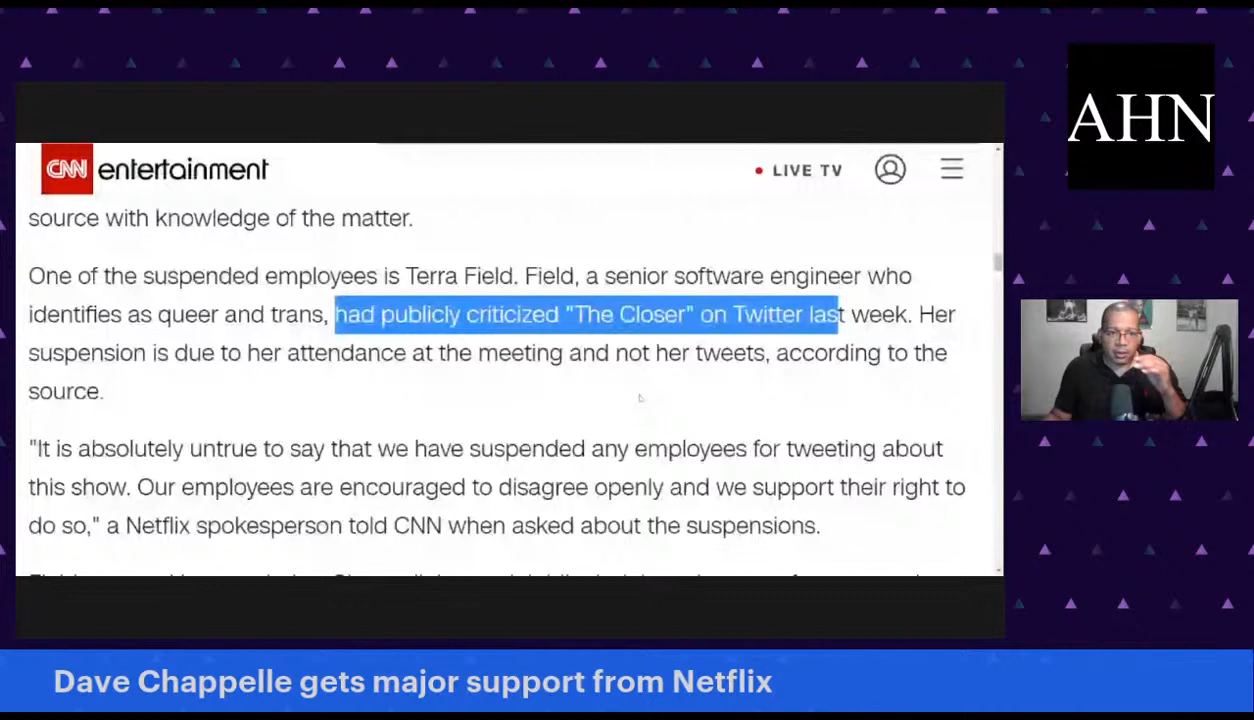 AHN
CNN entertainment
LIVE TV
source with knowledge of the matter.
One of the suspended employees is Terra Field. Field, a senior software engineer who
identifies as queer and trans, had publicly criticized "The Closer" on Twitter last week. Her
suspension is due to her attendance at the meeting and not her tweets, according to the
source.
"It is absolutely untrue to say that we have suspended any employees for tweeting about
this show. Our employees are encouraged to disagree openly and we support their right to
do so," a Netflix spokesperson told CNN when asked about the suspensions.
Dave Chappelle gets major support from Netflix